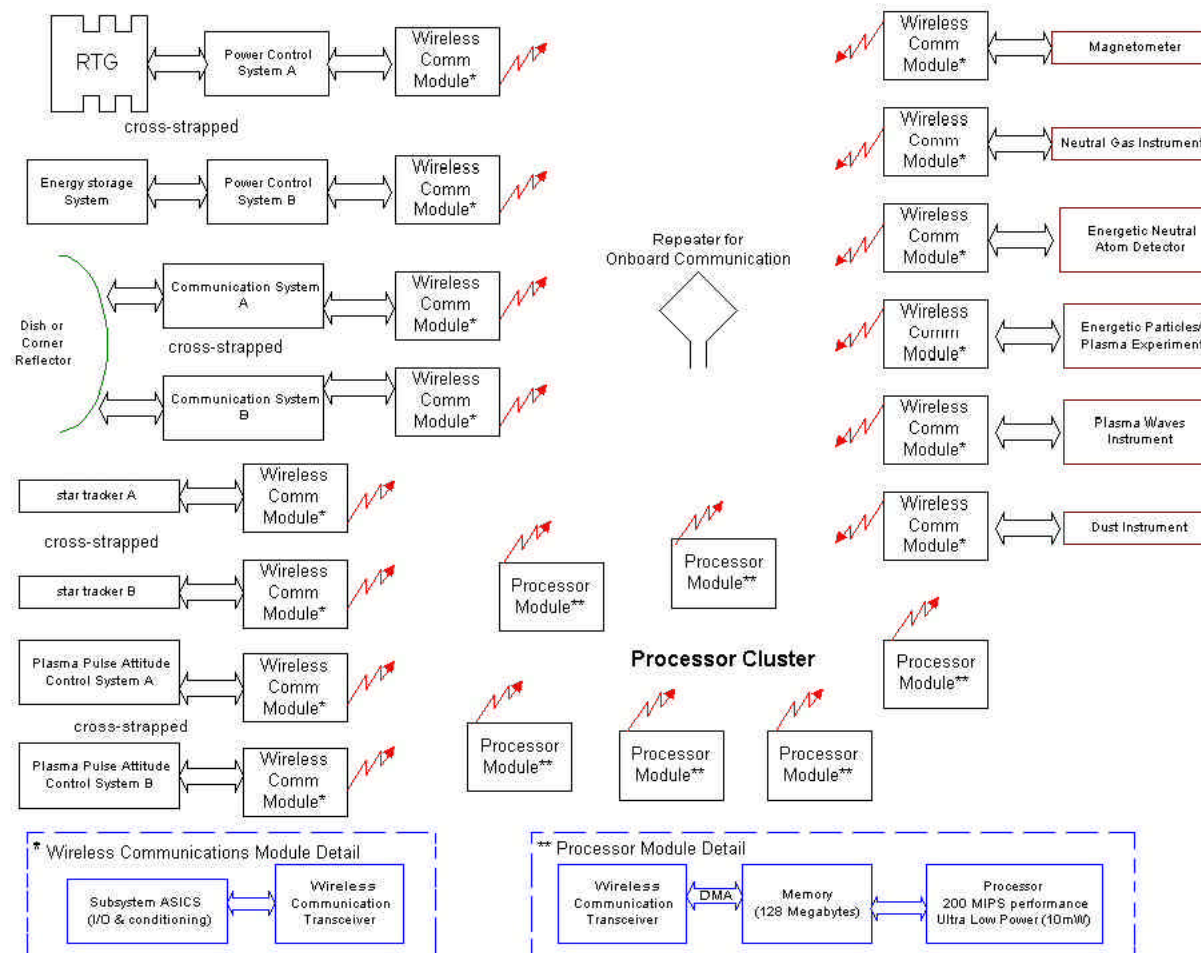 RTG
Power Control
System A
Wireless
Comm
Module*
cross-strapped
Energy storage
System
Power Control
System B
Wireless
Comm
Module*
Dish or
Corner
Reflector
Communication System
A
Wireless
Comm
Module*
cross-strapped
Communication System
B
Wireless
Comm
Module*
star tracker A
Wireless
Comm
Module*
cross-strapped
star tracker B
Wireless
Comm
Module*
Plasma Pulse Attitude
Control System A
Wireless
Comm
Module*
cross-strapped
Plasma Pulse Attitude
Control System B
Wireless
Comm
Module*
Repeater for
Onboard Communication
Wireless
Comm
Module*
Magnetometer
Wireless
Comm
Module*
Neutral Gas Instrument
Wireless
Comm
Module*
Energetic Neutral
Atom Detector
Wireless
Comm
Module*
Energetic Particles/
Plasma Experiment
Wireless
Comm
Module*
Plasma Waves
Instrument
Wireless
Comm
Module*
Dust Instrument
Processor
Module**
Processor
Module**
Processor Cluster
Processor
Module**
Processor
Module**
Processor
Module**
Processor
Module**
* Wireless Communications Module Detail
Subsystem ASICS
(I/O & conditioning)
Wireless
Communication
Transceiver
** Processor Module Detail
Wireless
Communication
Transceiver
DMA
Memory
(128 Megabytes)
Processor
200 MIPS performance
Ultra Low Power (10mW)